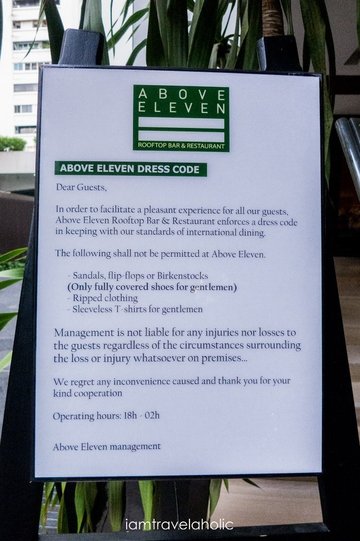 ABOVE
ELEVEN
ROOFTOP BAR & RESTAURANT
ABOVE ELEVEN DRESS CODE
Dear Guests,
In order to facilitate a pleasant experience for all our guests,
Above Eleven Rooftop Bar & Restaurant enforces a dress code
in keeping with our standards of international dining.
The following shall not be permitted at Above Eleven.
- Sandals, flip-flops or Birkenstocks
(Only fully covered shoes for gentlemen)
- Ripped clothing
- Sleeveless T-shirts for gentlemen
Management is not liable for any injuries nor losses to
the guests regardless of the circumstances surrounding
the loss or injury whatsoever on premises...
We regret any inconvenience caused and thank you for your
kind cooperation
Operating hours: 18h - 02h
Above Eleven management
iamtravelaholic